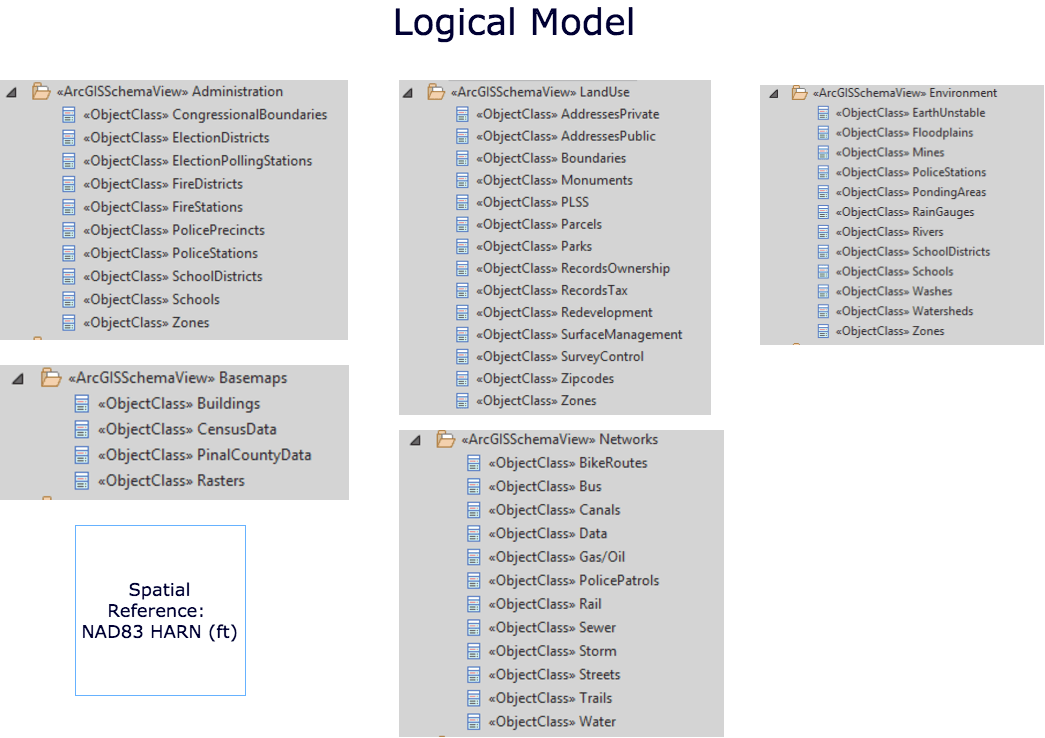 Logical Model
«ArcGISSchemaView» Administration
«ObjectClass» CongressionalBoundaries
«ObjectClass» ElectionDistricts
«ObjectClass» ElectionPollingStations
«ObjectClass» FireDistricts
«ObjectClass» FireStations
«ObjectClass» PolicePrecincts
«ObjectClass» PoliceStations
«ObjectClass» SchoolDistricts
«ObjectClass» Schools
«ObjectClass» Zones
«ArcGISSchemaView» Basemaps
«ObjectClass» Buildings
«ObjectClass» CensusData
«ObjectClass» PinalCountyData
«ObjectClass» Rasters
Spatial
Reference:
NAD83 HARN (ft)
«ArcGISSchemaView» LandUse
«ObjectClass» AddressesPrivate
«ObjectClass» AddressesPublic
«ObjectClass» Boundaries
«ObjectClass» Monuments
«ObjectClass» PLSS
«ObjectClass» Parcels
«ObjectClass» Parks
«ObjectClass» RecordsOwnership
«ObjectClass» RecordsTax
«ObjectClass» Redevelopment
«ObjectClass» SurfaceManagement
«ObjectClass» SurveyControl
«ObjectClass» Zipcodes
«ObjectClass» Zones
«ArcGISSchemaView» Networks
«ObjectClass» BikeRoutes
«ObjectClass» Bus
«ObjectClass» Canals
«ObjectClass» Data
«ObjectClass» Gas/Oil
«ObjectClass» PolicePatrols
«ObjectClass» Rail
«ObjectClass» Sewer
«ObjectClass» Storm
«ObjectClass» Streets
«ObjectClass» Trails
«ObjectClass» Water
«ArcGISSchemaView» Environment
«ObjectClass» EarthUnstable
«ObjectClass» Floodplains
«ObjectClass» Mines
«ObjectClass» PoliceStations
«ObjectClass» PondingAreas
«ObjectClass» RainGauges
«ObjectClass» Rivers
«ObjectClass» SchoolDistricts
«ObjectClass» Schools
«ObjectClass» Washes
«ObjectClass» Watersheds
«ObjectClass» Zones